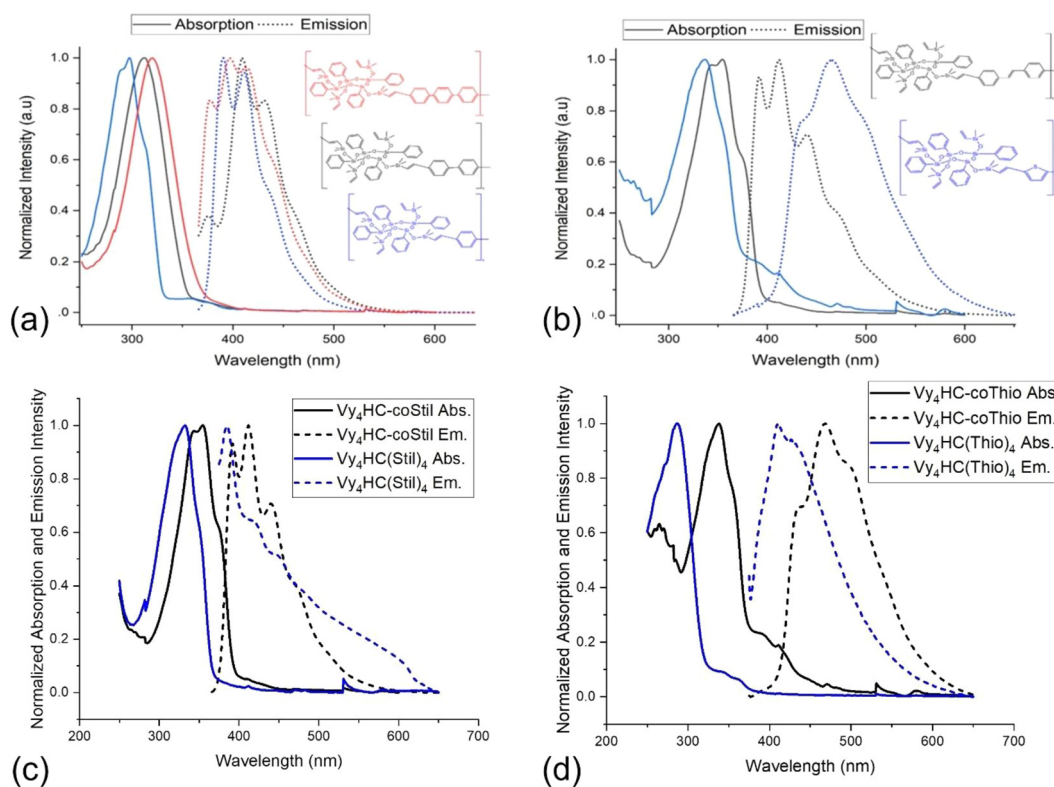 Absorption Emission
1.0
0.8
0.6
0.4
0.2
.0
Normalized Intensity (a.u)
300 400 500 600
Wavelength (nm)
(a)
Absorption Emission
1.0
0.8
0.6
0.4
0.2
0.0
Normalized Intensity (a.u)
300 400 500 600
Wavelength (nm)
(b)
Vy₄HC-coStil Abs.
Vy₄HC-coStil Em.
Vy₄HC(Stil)₄ Abs.
Vy₄HC(Stil)₄ Em.
1.0
0.8
0.6
0.4
0.2
0.0
Normalized Absorption and Emission Intensity
200 300 400 500 600 700
Wavelength (nm)
(c)
Vy₄HC-coThio Abs
Vy₄HC-coThio Em.
Vy₄HC(Thio)₄ Abs.
Vy₄HC(Thio)₄ Em.
1.0
0.8
0.6
0.4
0.2
0.0
Normalized Absorption and Emission Intensity
200 300 400 500 600 700
Wavelength (nm)
(d)